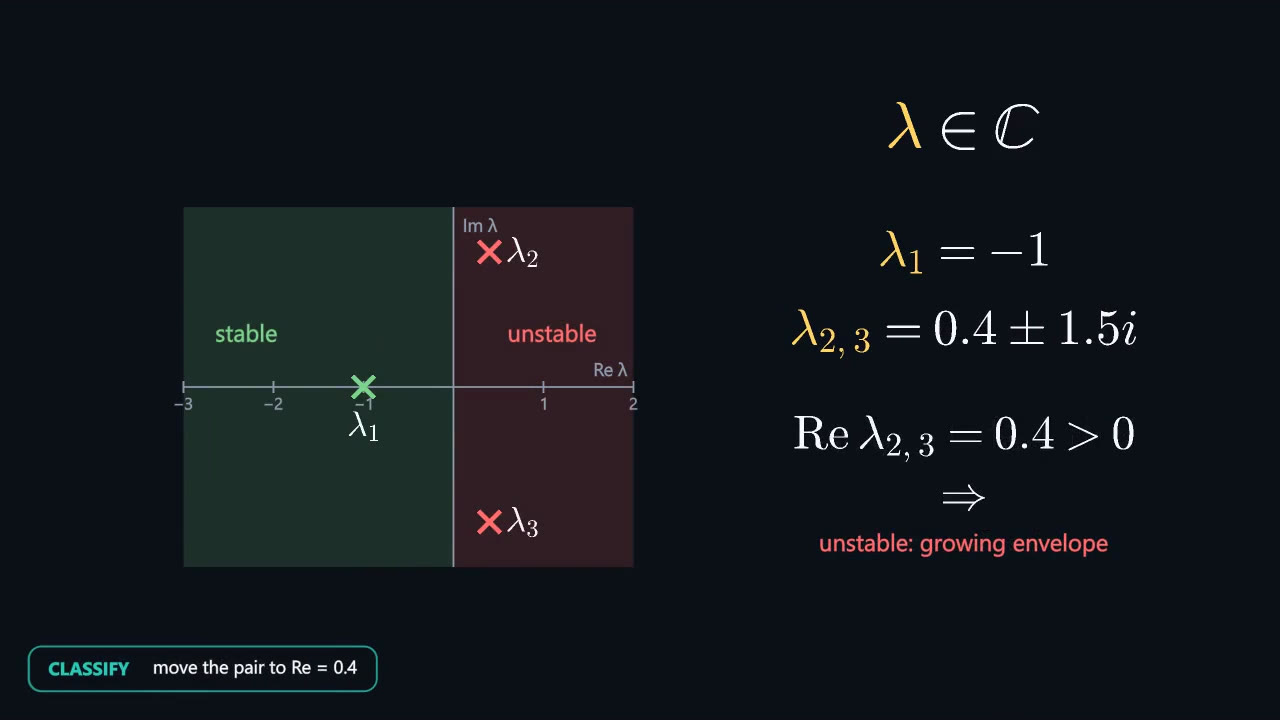 λ ∈ ℂ
Im λ
λ₂
λ₁ = −1
stable
unstable
λ₂,₃ = 0.4 ± 1.5i
Re λ
−3 −2 −1 1 2
λ₁
Re λ₂,₃ = 0.4 > 0
⇒
λ₃
unstable: growing envelope
CLASSIFY move the pair to Re = 0.4